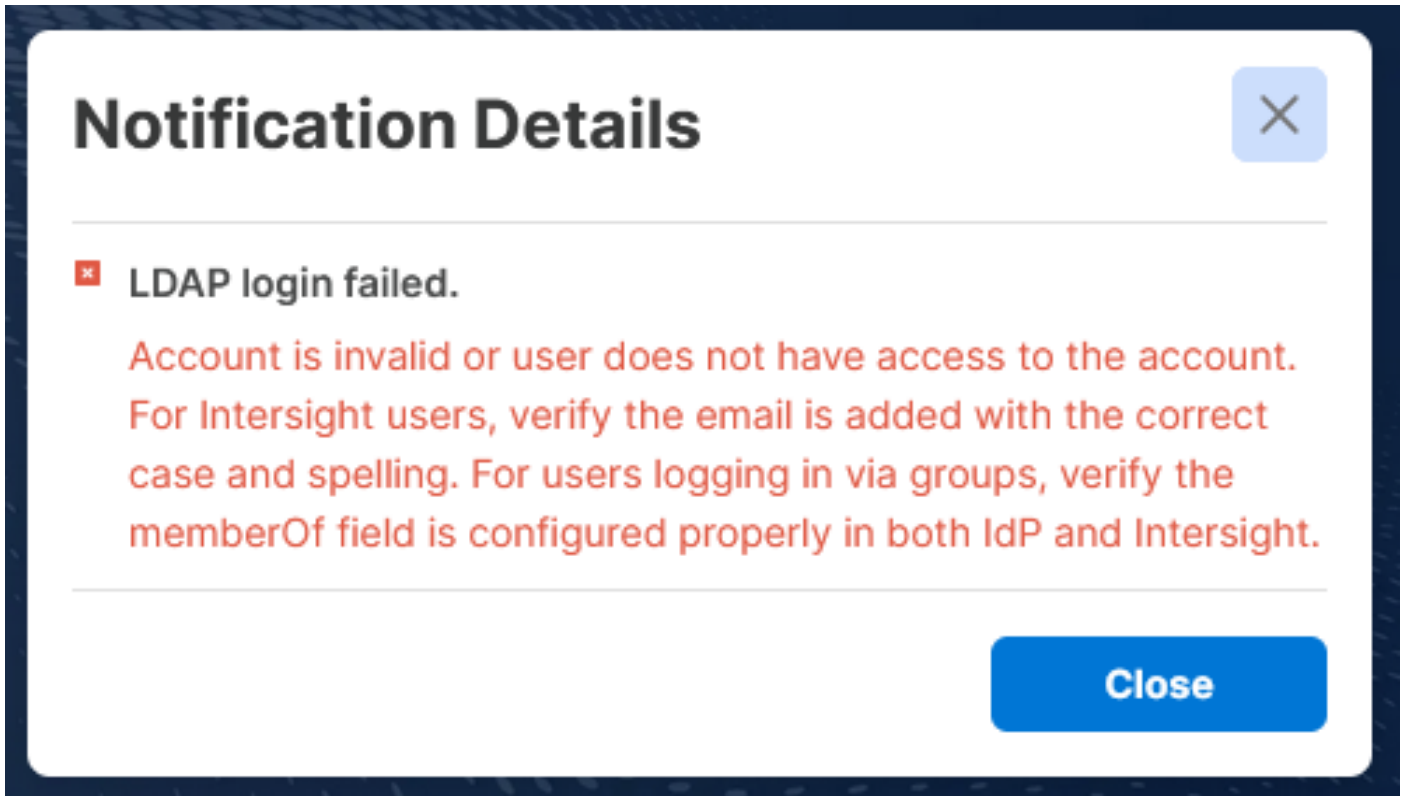 Notification Details
LDAP login failed.
Account is invalid or user does not have access to the account.
For Intersight users, verify the email is added with the correct
case and spelling. For users logging in via groups, verify the
memberOf field is configured properly in both IdP and Intersight.
Close